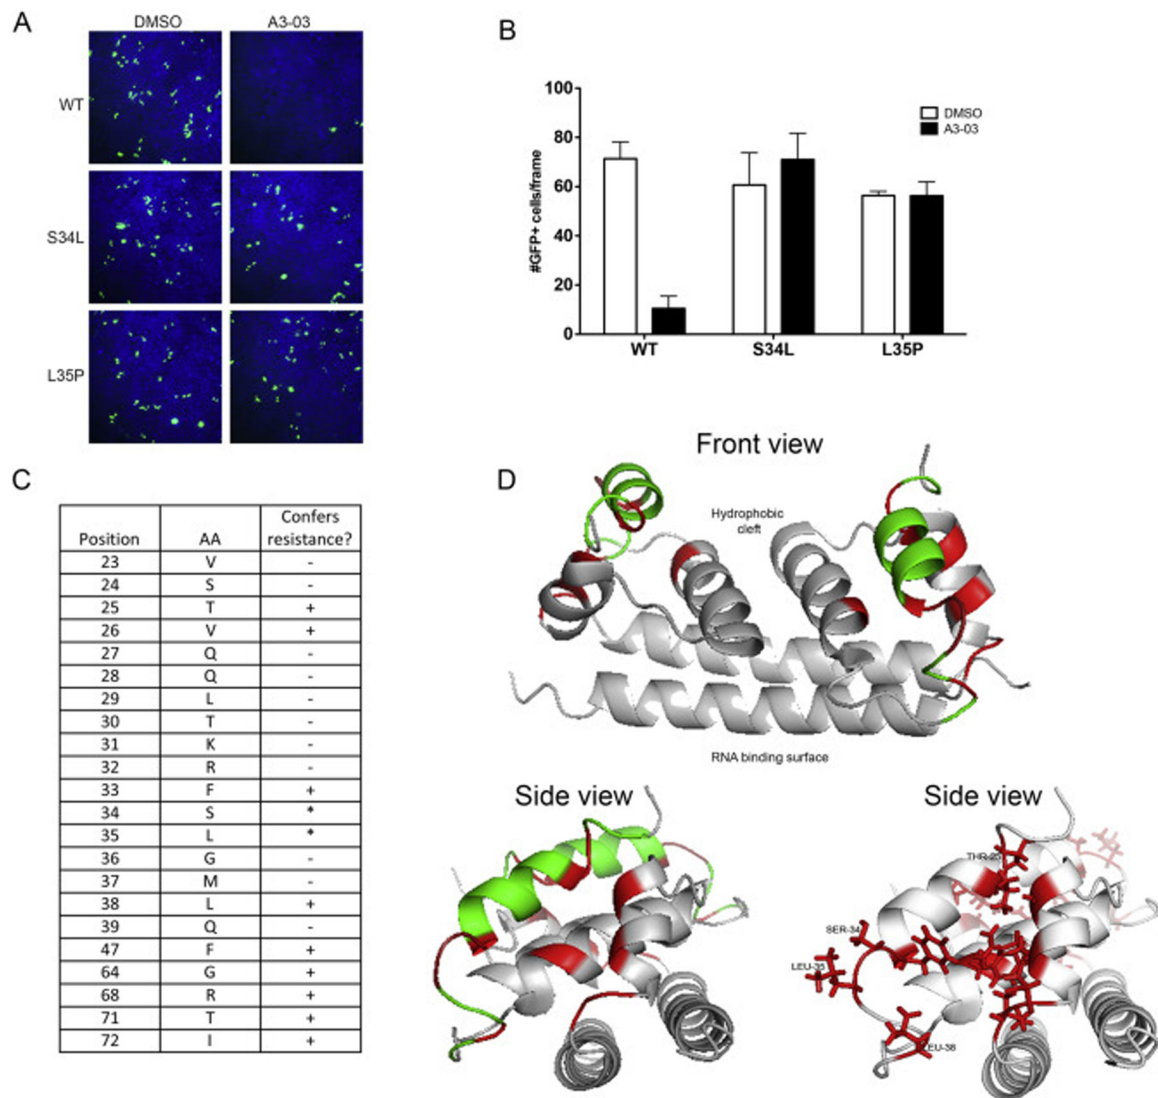 A
DMSO A3-03
WT
S34L
L35P
B
100
80
60
40
20
0
#GFP+ cells/frame
DMSO
A3-03
WT S34L L35P
C
Position AA Confers resistance?
23 V -
24 S -
25 T +
26 V +
27 Q -
28 Q -
29 L -
30 T -
31 K -
32 R -
33 F +
34 S *
35 L *
36 G -
37 M -
38 L +
39 Q -
47 F +
64 G +
68 R +
71 T +
72 I +
D
Front view
Hydrophobic
cleft
RNA binding surface
Side view Side view
THR-25
SER-34
LEU-35
LEU-38